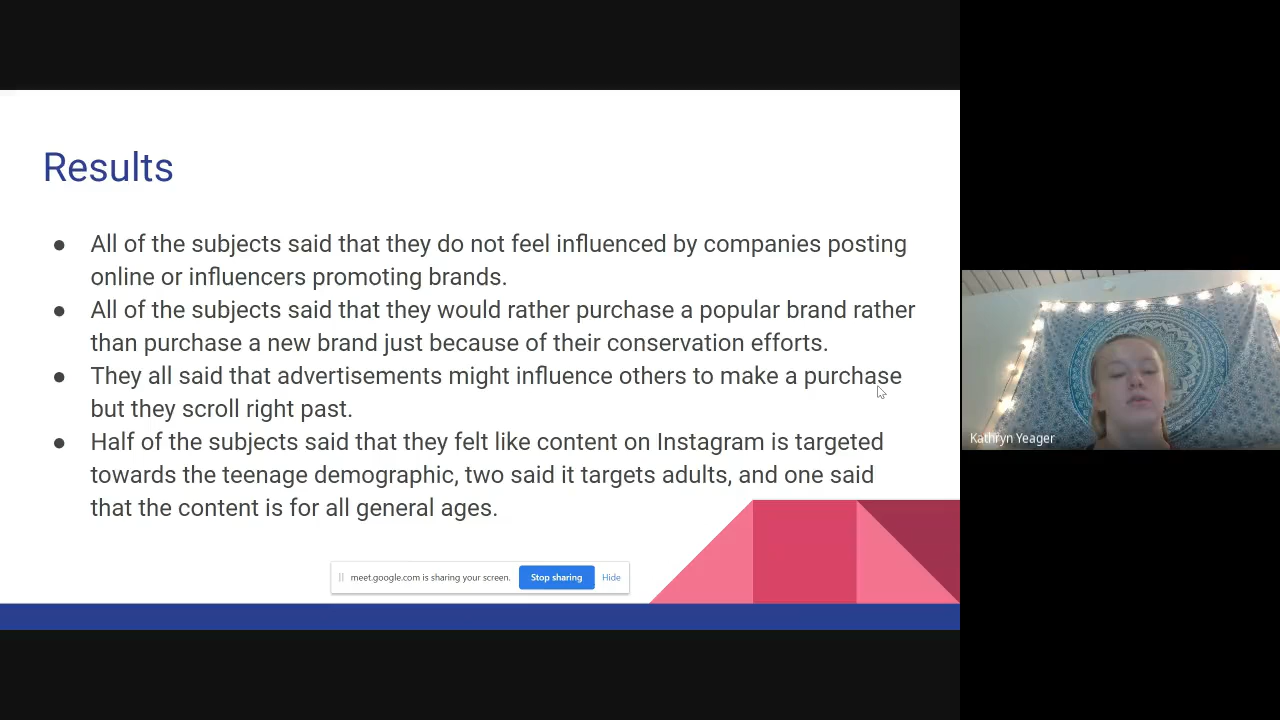 Results
● All of the subjects said that they do not feel influenced by companies posting
online or influencers promoting brands.
● All of the subjects said that they would rather purchase a popular brand rather
than purchase a new brand just because of their conservation efforts.
● They all said that advertisements might influence others to make a purchase
but they scroll right past.
● Half of the subjects said that they felt like content on Instagram is targeted
towards the teenage demographic, two said it targets adults, and one said
that the content is for all general ages.
meet.google.com is sharing your screen. Stop sharing Hide
Kathryn Yeager